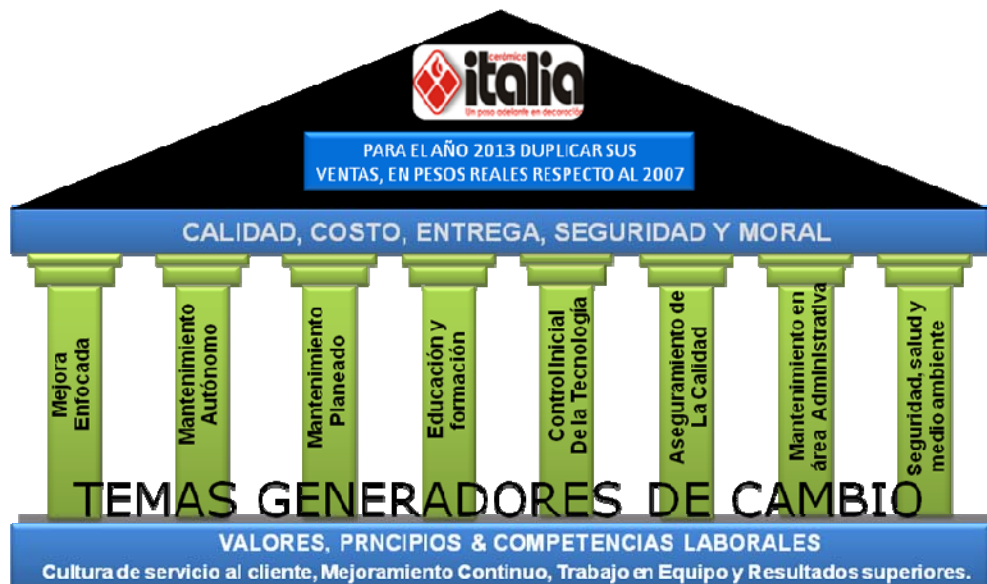 cerámica
italia
Un paso adelante en decoración
PARA EL AÑO 2013 DUPLICAR SUS
VENTAS, EN PESOS REALES RESPECTO AL 2007
CALIDAD, COSTO, ENTREGA, SEGURIDAD Y MORAL
Mejora
Enfocada
Mantenimiento
Autónomo
Mantenimiento
Planeado
Educación y
formación
Control Inicial
De la Tecnología
Aseguramiento de
La Calidad
Mantenimiento en
área Administrativa
Seguridad, salud y
medio ambiente
TEMAS GENERADORES DE CAMBIO
VALORES, PRNCIPIOS & COMPETENCIAS LABORALES
Cultura de servicio al cliente, Mejoramiento Continuo, Trabajo en Equipo y Resultados superiores.